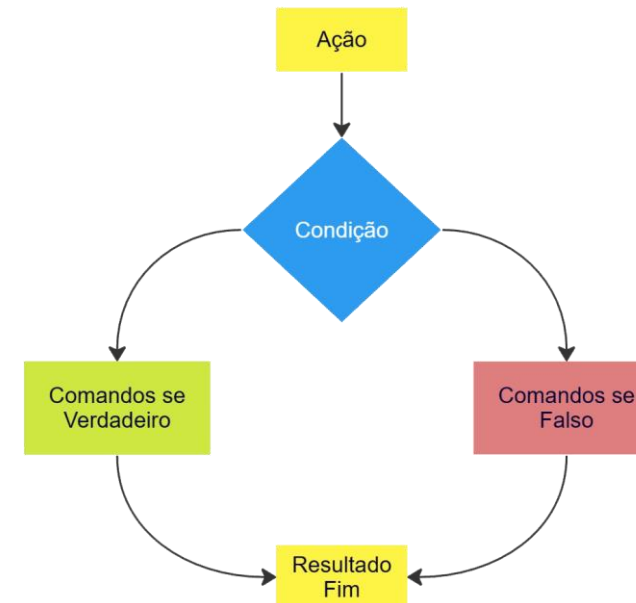 Ação
Condição
Comandos se
Verdadeiro
Comandos se
Falso
Resultado
Fim